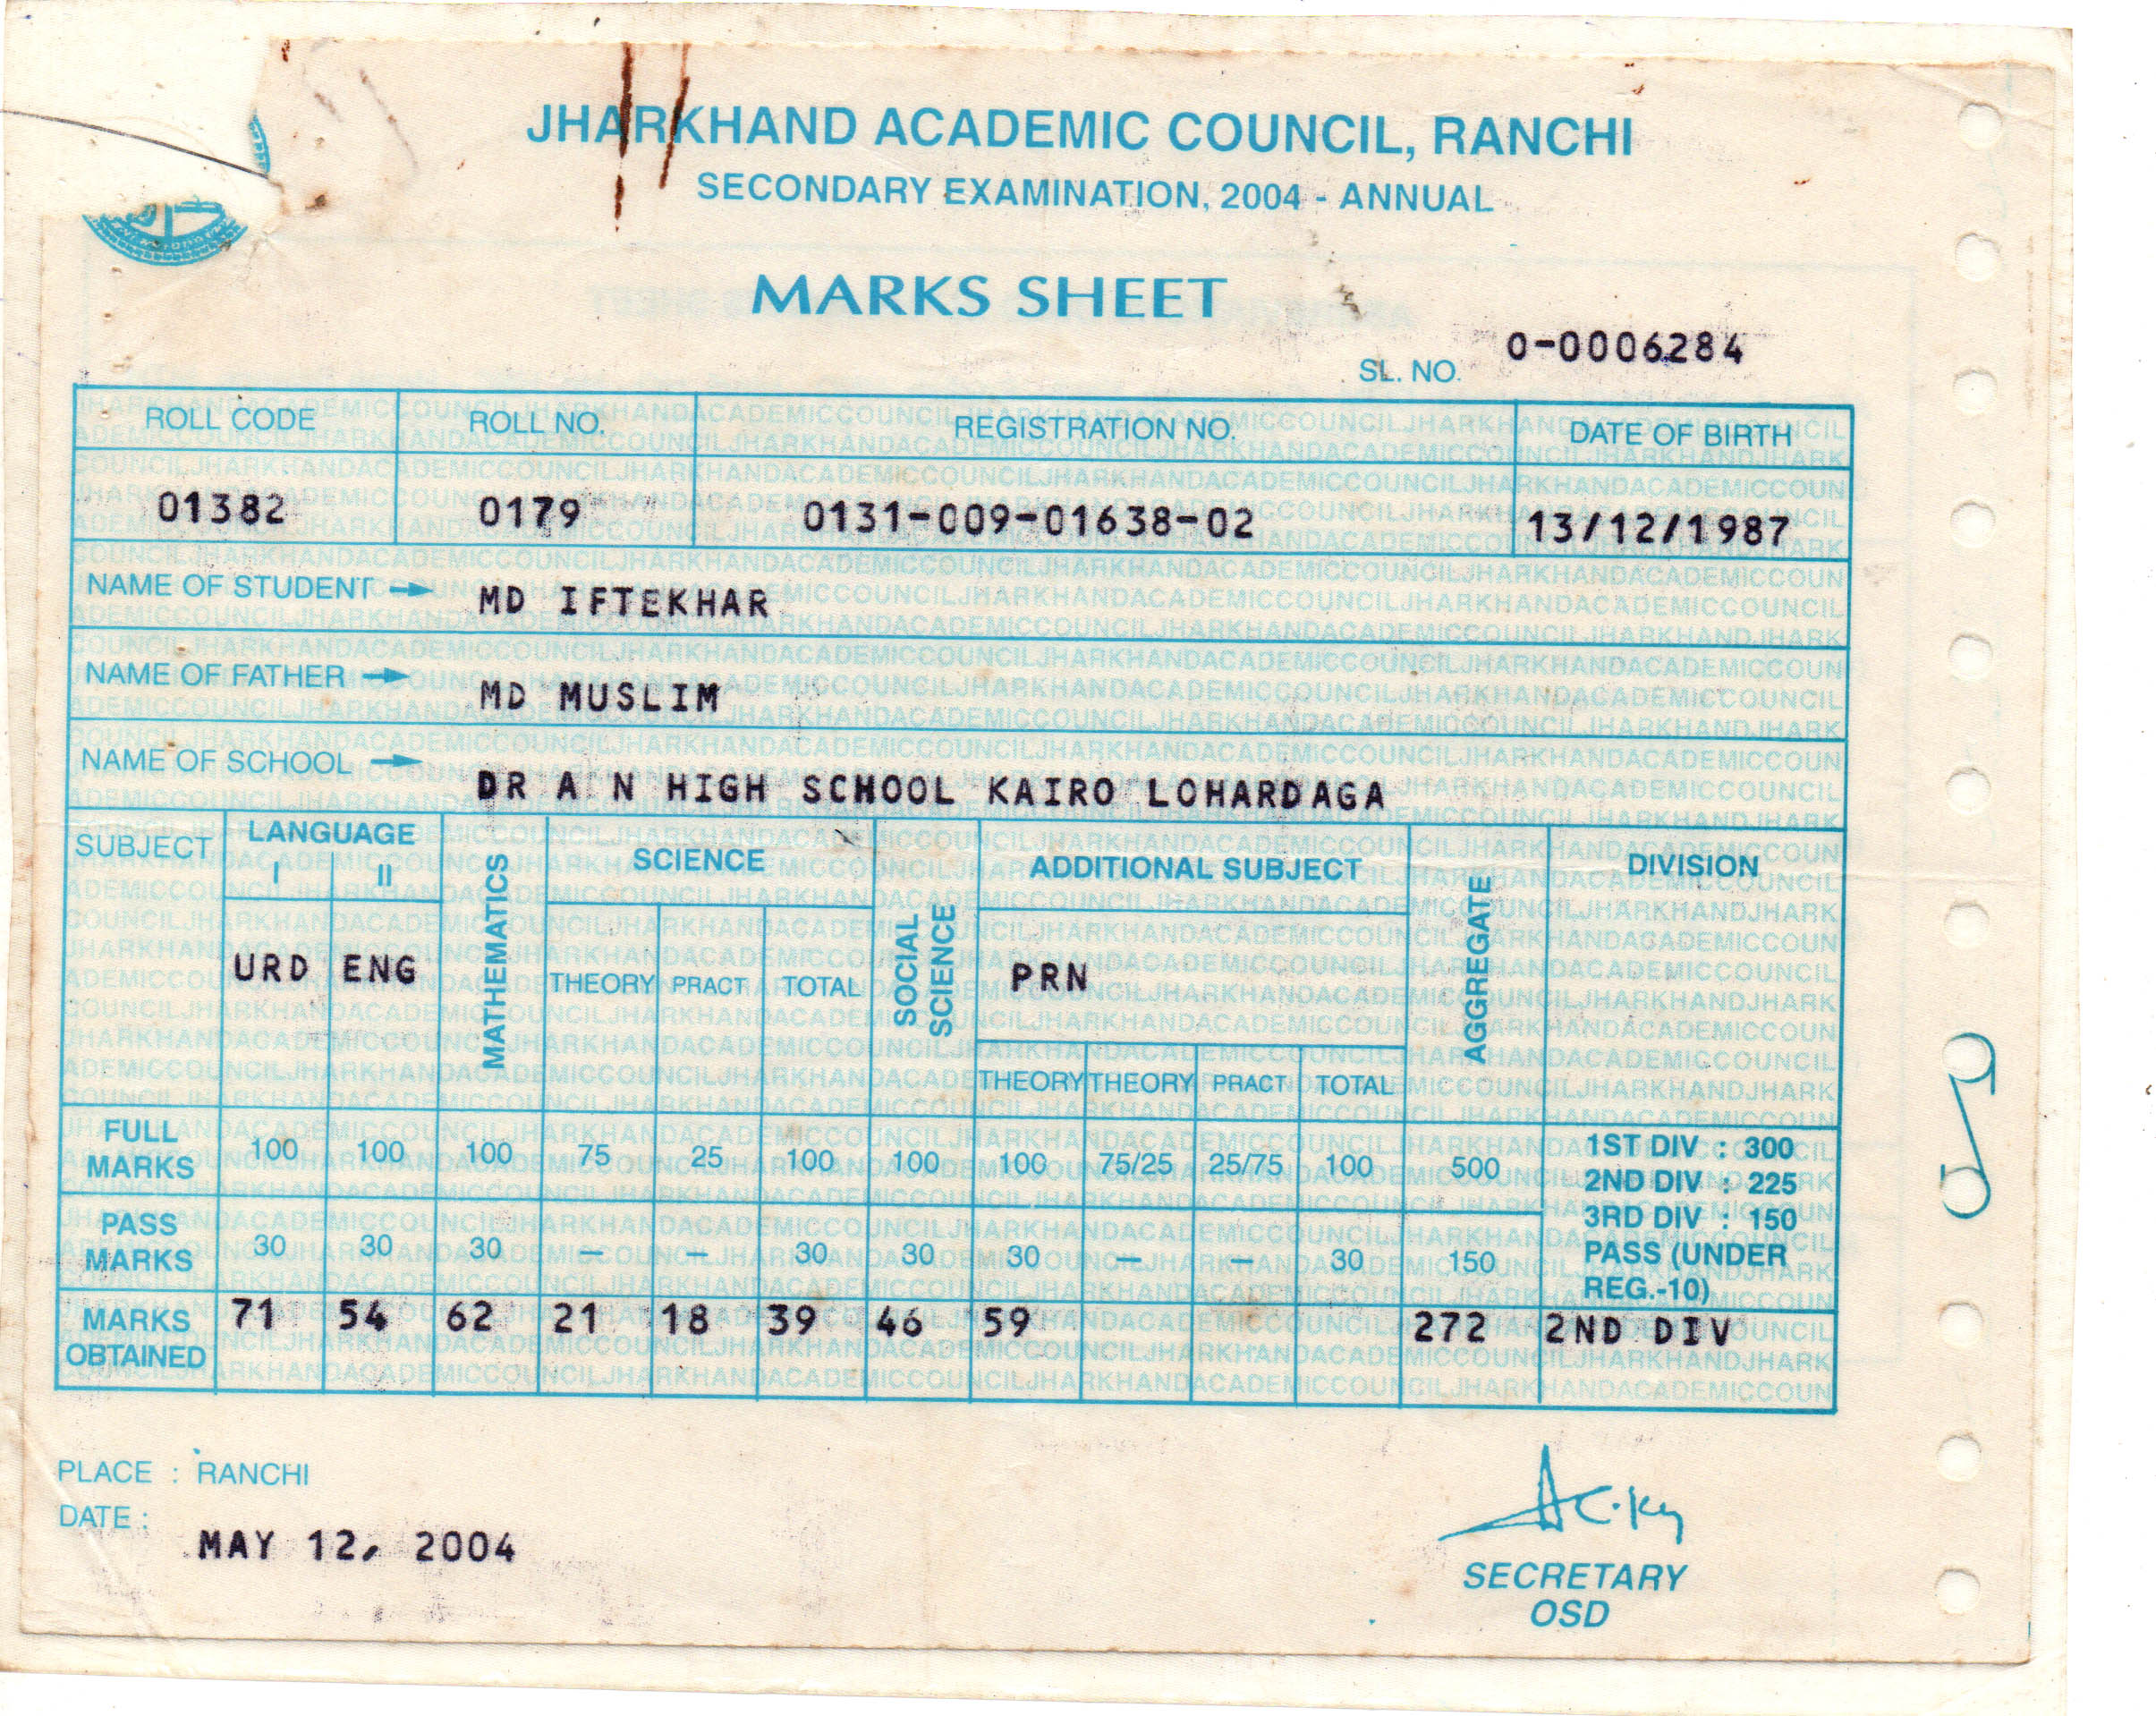 JHARKHAND ACADEMIC COUNCIL, RANCHI
SECONDARY EXAMINATION, 2004 - ANNUAL
MARKS SHEET
SL. NO. 0-0006284
ROLL CODE ROLL NO. REGISTRATION NO. DATE OF BIRTH
01382 0179 0131-009-01638-02 13/12/1987
NAME OF STUDENT → MD IFTEKHAR
NAME OF FATHER → MD MUSLIM
NAME OF SCHOOL → DR A N HIGH SCHOOL KAIRO LOHARDAGA
SUBJECT LANGUAGE MATHEMATICS SCIENCE SOCIAL SCIENCE ADDITIONAL SUBJECT AGGREGATE DIVISION
I II
URD ENG THEORY PRACT TOTAL PRN
THEORY THEORY PRACT TOTAL
FULL MARKS 100 100 100 75 25 100 100 100 75/25 25/75 100 500 1ST DIV : 300
2ND DIV : 225
3RD DIV : 150
PASS MARKS 30 30 30 — — 30 30 30 — — 30 150 PASS (UNDER
REG.-10)
MARKS OBTAINED 71 54 62 21 18 39 46 59 272 2ND DIV
PLACE : RANCHI
DATE :
MAY 12, 2004
SECRETARY
OSD